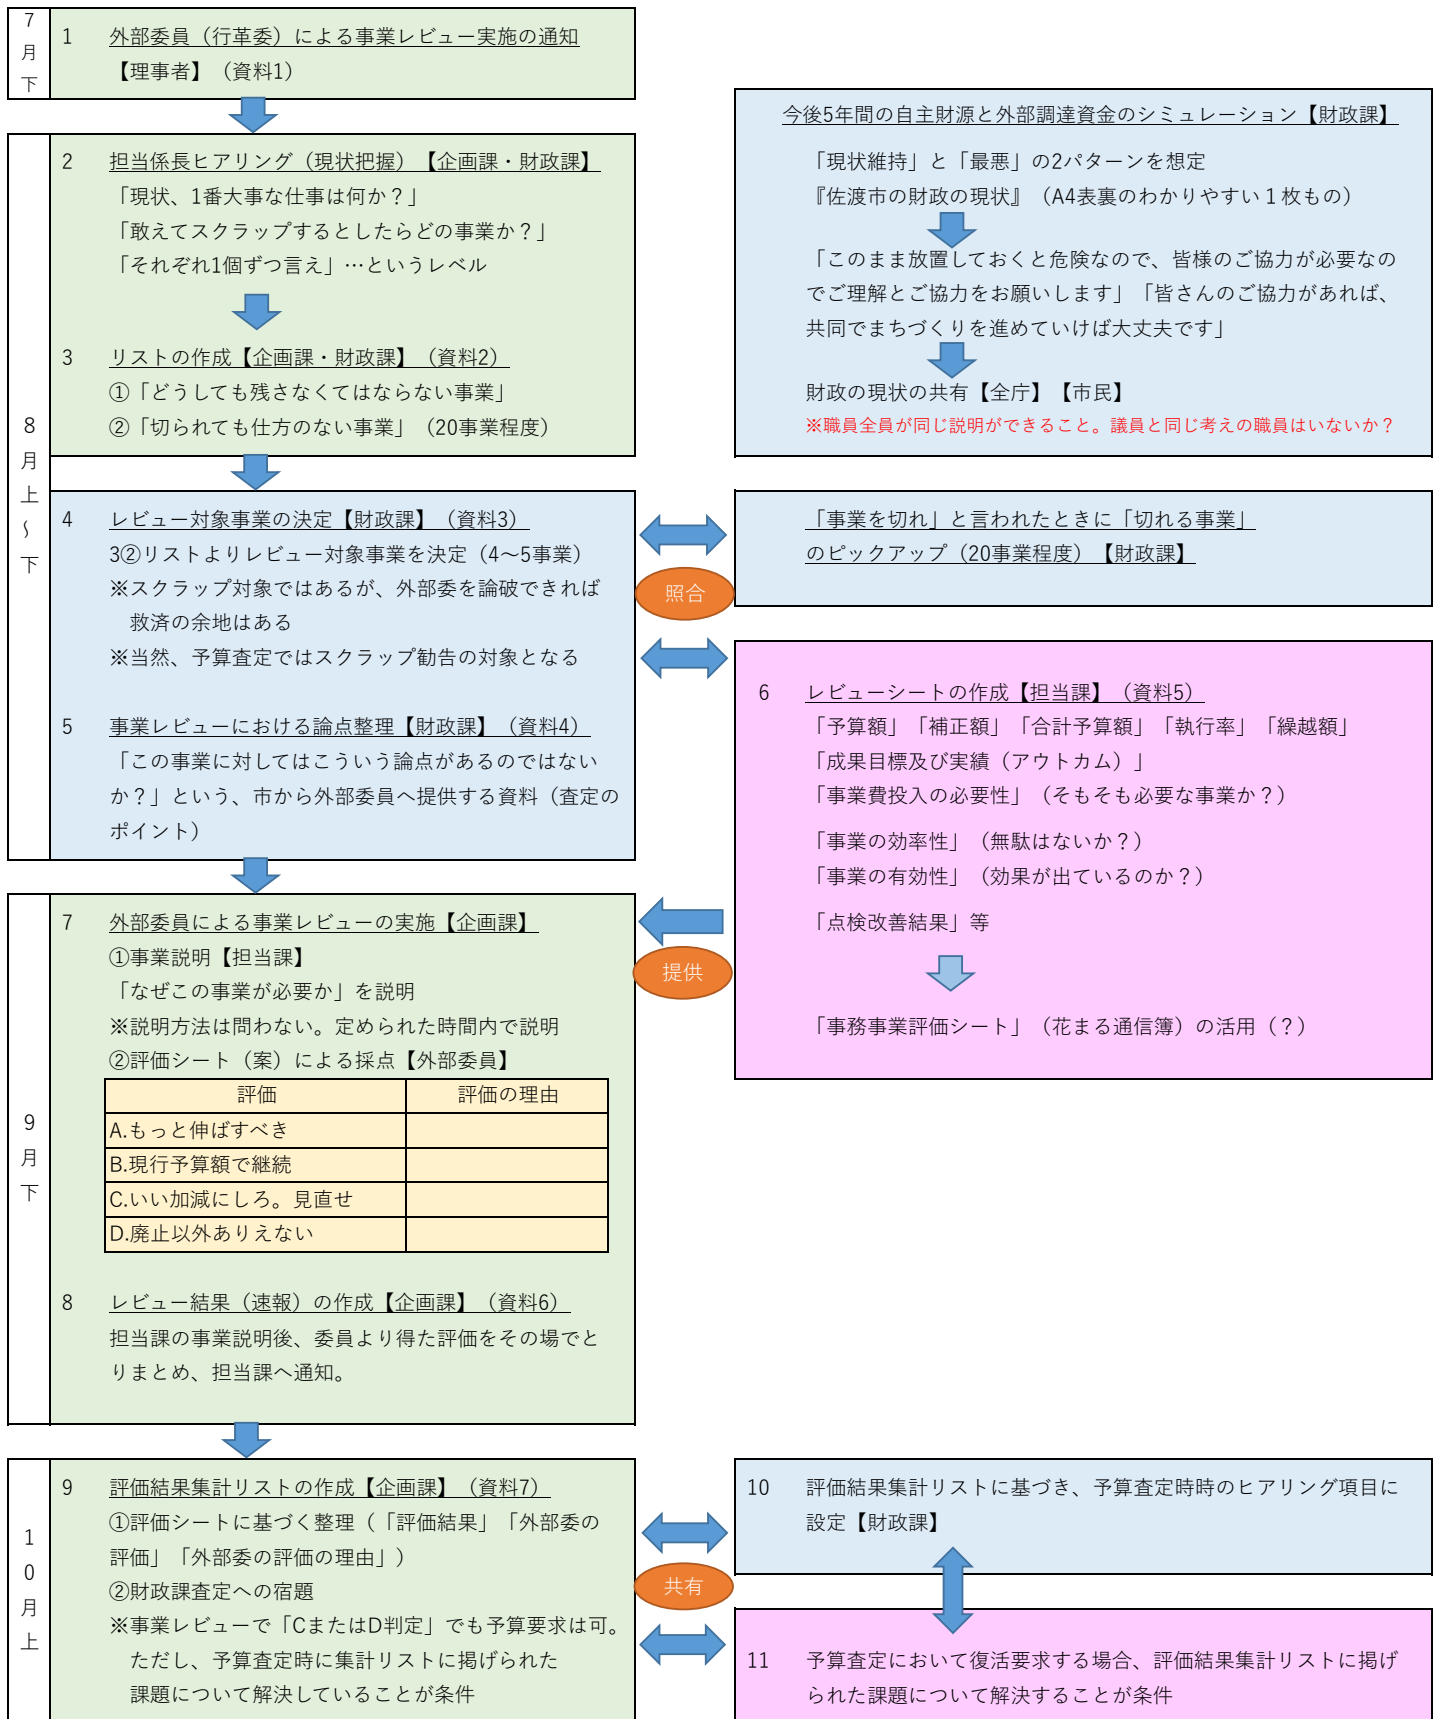 7
月
下
1 外部委員（行革委）による事業レビュー実施の通知
【理事者】（資料1）
8
月
上
～
下
2 担当係長ヒアリング（現状把握）【企画課・財政課】
「現状、1番大事な仕事は何か？」
「敢えてスクラップするとしたらどの事業か？」
「それぞれ1個ずつ言え」…というレベル
3 リストの作成【企画課・財政課】（資料2）
①「どうしても残さなくてはならない事業」
②「切られても仕方のない事業」（20事業程度）
今後5年間の自主財源と外部調達資金のシミュレーション【財政課】
「現状維持」と「最悪」の2パターンを想定
『佐渡市の財政の現状』（A4表裏のわかりやすい１枚もの）
「このまま放置しておくと危険なので、皆様のご協力が必要なの
でご理解とご協力をお願いします」「皆さんのご協力があれば、
共同でまちづくりを進めていけば大丈夫です」
財政の現状の共有【全庁】【市民】
※職員全員が同じ説明ができること。議員と同じ考えの職員はいないか？
4 レビュー対象事業の決定【財政課】（資料3）
3②リストよりレビュー対象事業を決定（4～5事業）
※スクラップ対象ではあるが、外部委を論破できれば
救済の余地はある
※当然、予算査定ではスクラップ勧告の対象となる
5 事業レビューにおける論点整理【財政課】（資料4）
「この事業に対してはこういう論点があるのではない
か？」という、市から外部委員へ提供する資料（査定の
ポイント）
照合
「事業を切れ」と言われたときに「切れる事業」
のピックアップ（20事業程度）【財政課】
6 レビューシートの作成【担当課】（資料5）
「予算額」「補正額」「合計予算額」「執行率」「繰越額」
「成果目標及び実績（アウトカム）」
「事業費投入の必要性」（そもそも必要な事業か？）
「事業の効率性」（無駄はないか？）
「事業の有効性」（効果が出ているのか？）
「点検改善結果」等
「事務事業評価シート」（花まる通信簿）の活用（？）
提供
9
月
下
7 外部委員による事業レビューの実施【企画課】
①事業説明【担当課】
「なぜこの事業が必要か」を説明
※説明方法は問わない。定められた時間内で説明
②評価シート（案）による採点【外部委員】
評価 評価の理由
A.もっと伸ばすべき
B.現行予算額で継続
C.いい加減にしろ。見直せ
D.廃止以外ありえない
8 レビュー結果（速報）の作成【企画課】（資料6）
担当課の事業説明後、委員より得た評価をその場でと
りまとめ、担当課へ通知。
1
0
月
上
9 評価結果集計リストの作成【企画課】（資料7）
①評価シートに基づく整理（「評価結果」「外部委の
評価」「外部委の評価の理由」）
②財政課査定への宿題
※事業レビューで「CまたはD判定」でも予算要求は可。
ただし、予算査定時に集計リストに掲げられた
課題について解決していることが条件
共有
10 評価結果集計リストに基づき、予算査定時時のヒアリング項目に
設定【財政課】
11 予算査定において復活要求する場合、評価結果集計リストに掲げ
られた課題について解決することが条件